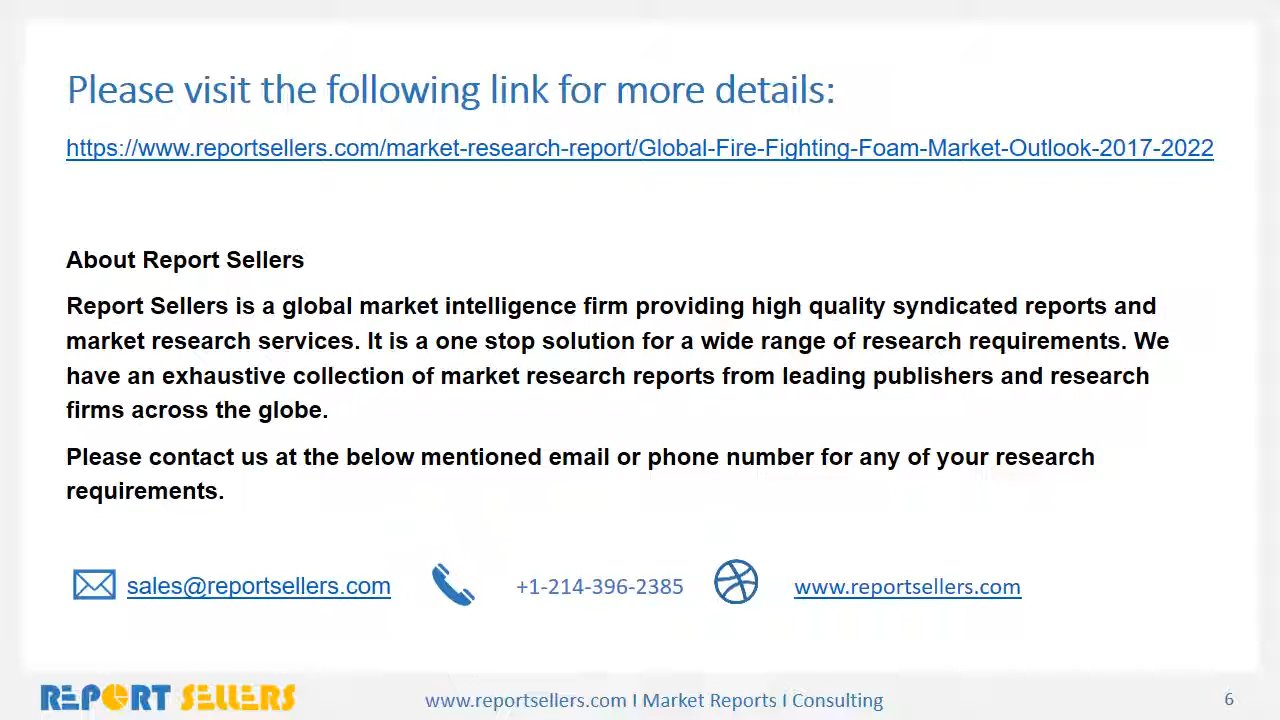 Please visit the following link for more details:
https://www.reportsellers.com/market-research-report/Global-Fire-Fighting-Foam-Market-Outlook-2017-2022
About Report Sellers
Report Sellers is a global market intelligence firm providing high quality syndicated reports and
market research services. It is a one stop solution for a wide range of research requirements. We
have an exhaustive collection of market research reports from leading publishers and research
firms across the globe.
Please contact us at the below mentioned email or phone number for any of your research
requirements.
sales@reportsellers.com +1-214-396-2385 www.reportsellers.com
REPORT SELLERS www.reportsellers.com I Market Reports I Consulting 6